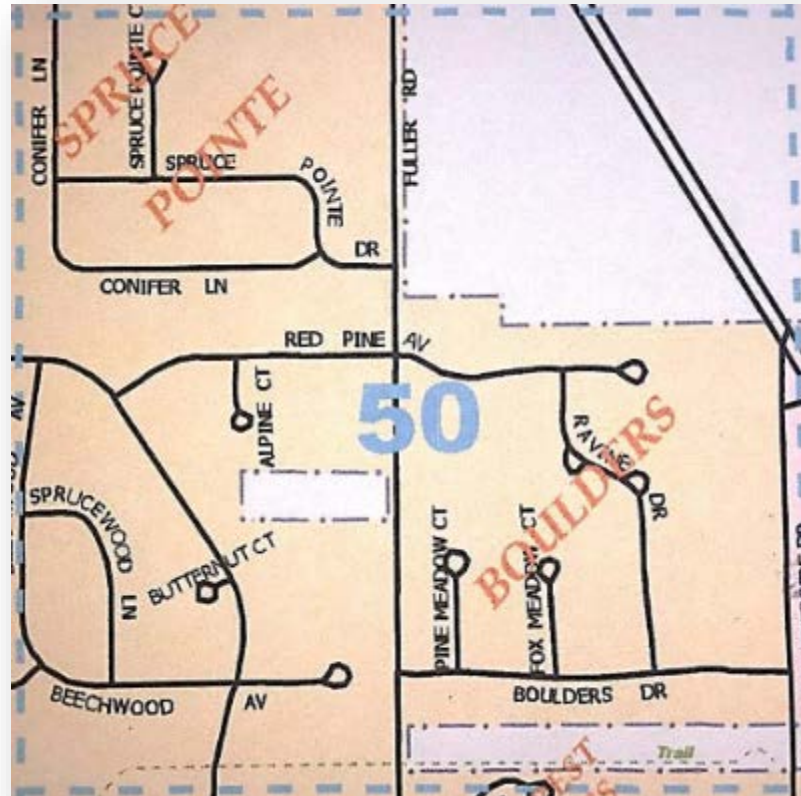 CONIFER LN
SPRUCE POINTE C
SPRUCE
POINTE
SPRUCE POINTE DR
CONIFER LN
FULLER RD
RED PINE AV
ALPINE CT
50
AV
SPRUCEWOOD LN
BUTTERNUT CT
BEECHWOOD AV
RAVINE DR
BOULDERS
PINE MEADOW CT
FOX MEADOW CT
BOULDERS DR
Trail